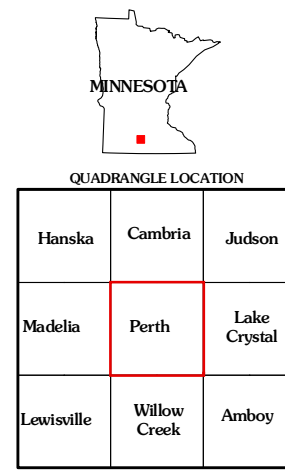 MINNESOTA
QUADRANGLE LOCATION
Hanska
Cambria
Judson
Madelia
Perth
Lake
Crystal
Lewisville
Willow
Creek
Amboy